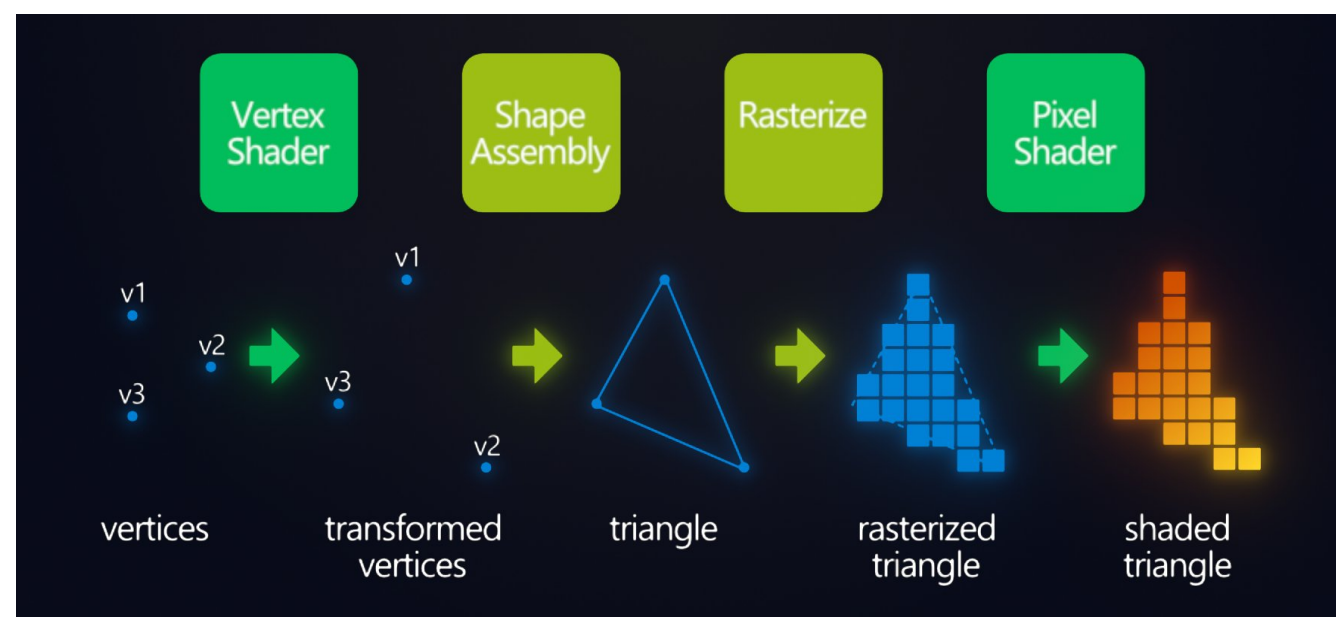 Vertex
Shader
Shape
Assembly
Rasterize
Pixel
Shader
v1
v2
v3
v1
v3
v2
vertices
transformed
vertices
triangle
rasterized
triangle
shaded
triangle